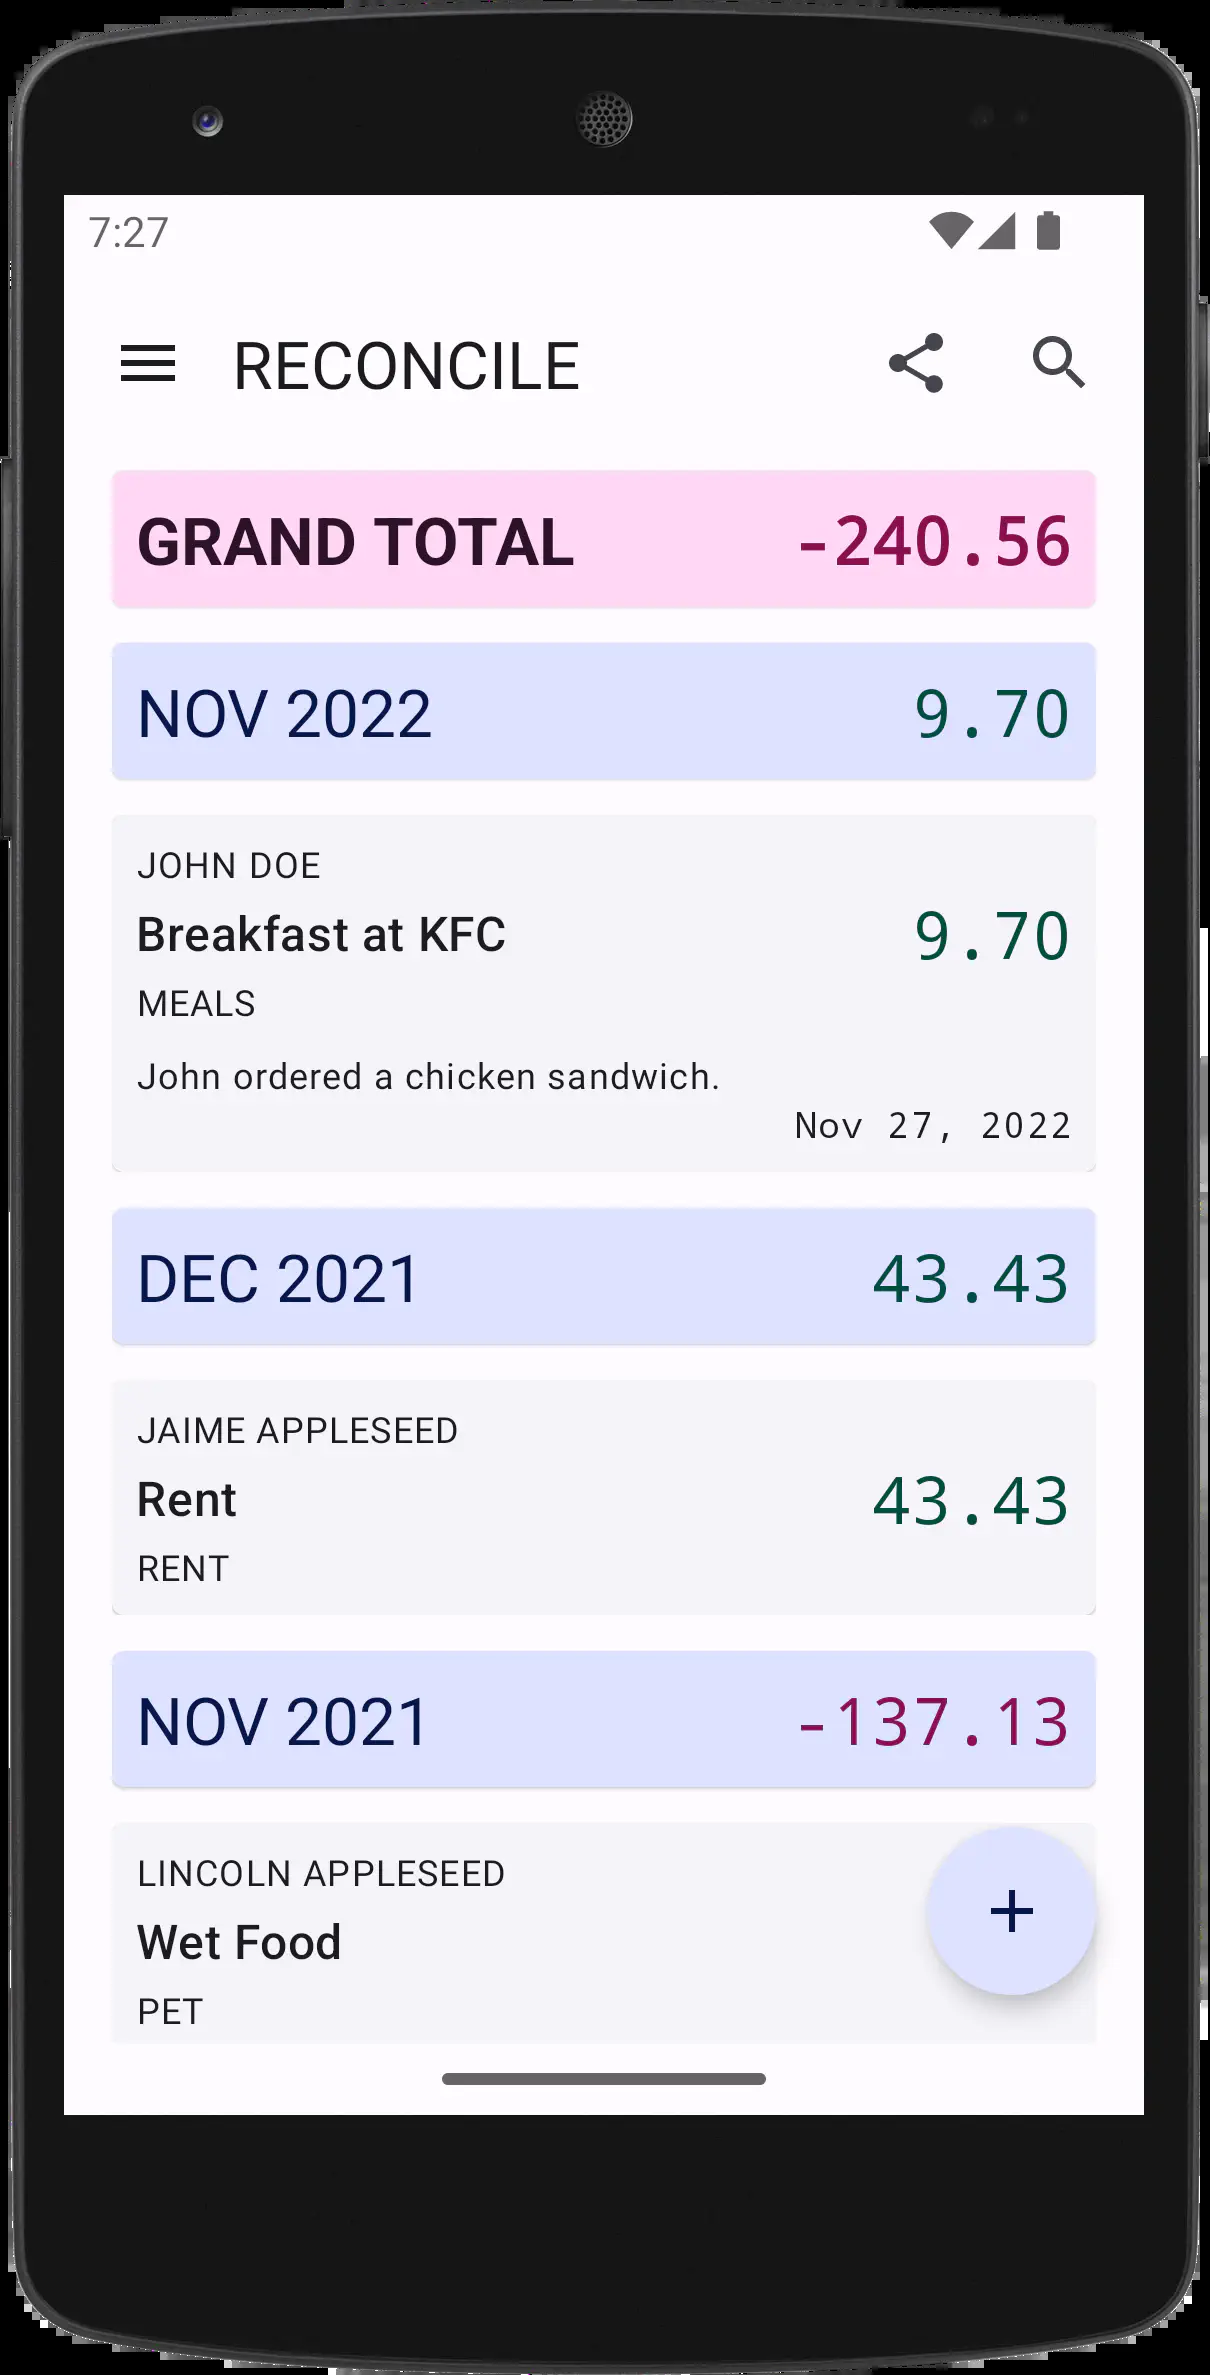 7:27
RECONCILE
GRAND TOTAL -240.56
NOV 2022 9.70
JOHN DOE
Breakfast at KFC 9.70
MEALS
John ordered a chicken sandwich.
Nov 27, 2022
DEC 2021 43.43
JAIME APPLESEED
Rent 43.43
RENT
NOV 2021 -137.13
LINCOLN APPLESEED
Wet Food
PET